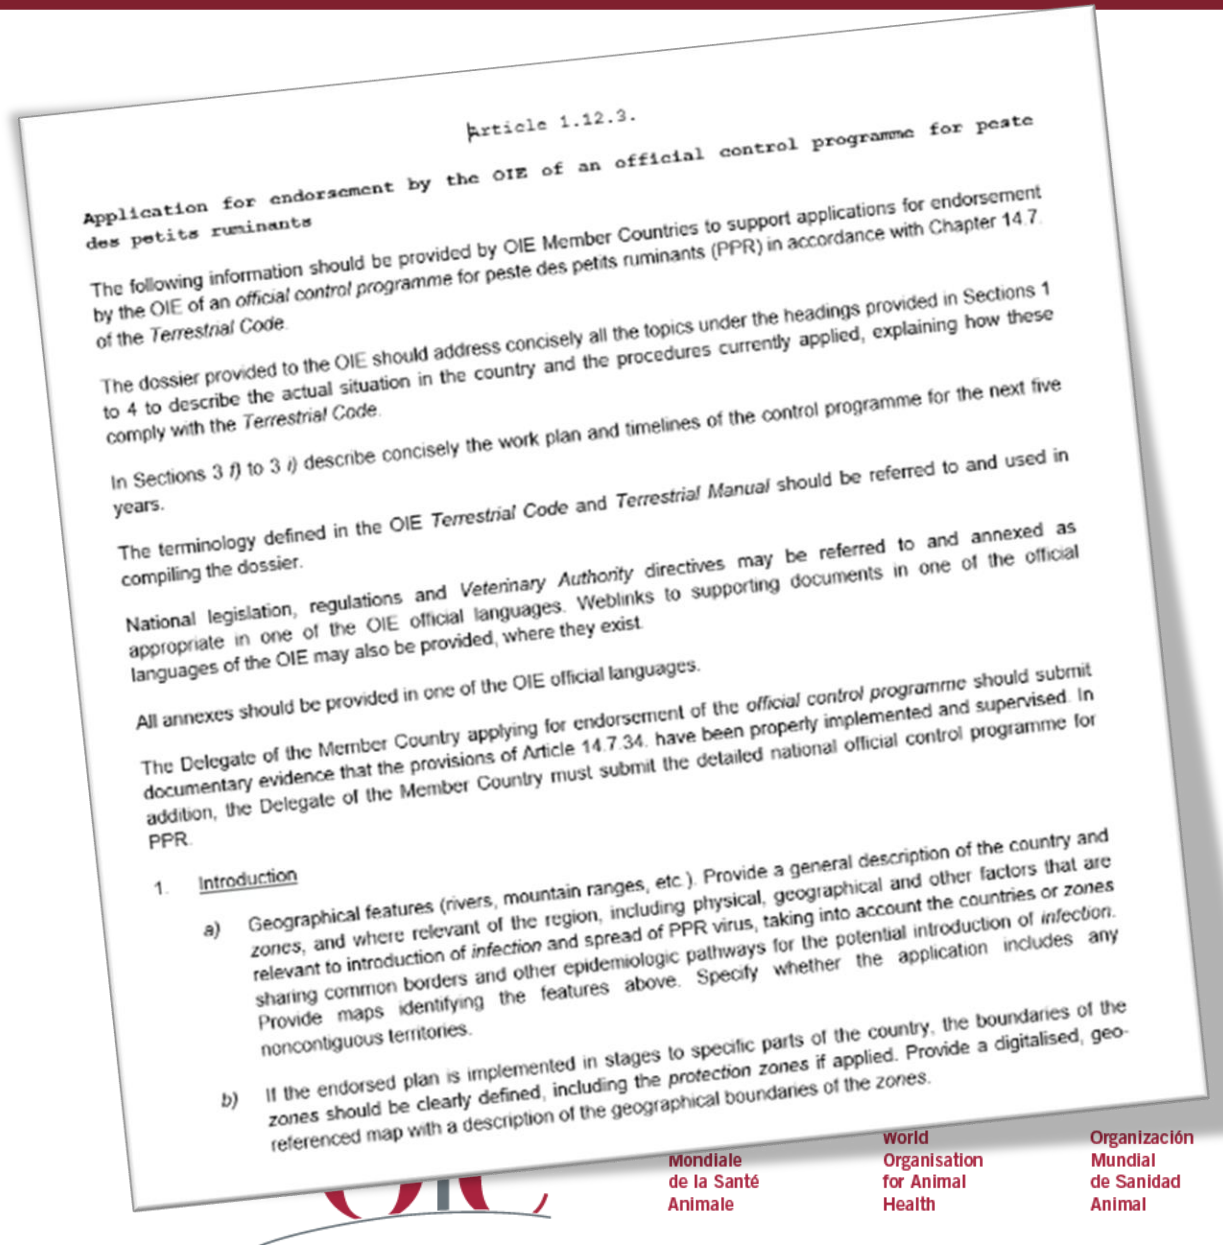 Article 1.12.3.
Application for endorsement by the OIE of an official control programme for peste
des petits ruminants
The following information should be provided by OIE Member Countries to support applications for endorsement
by the OIE of an official control programme for peste des petits ruminants (PPR) in accordance with Chapter 14.7.
of the Terrestrial Code.
The dossier provided to the OIE should address concisely all the topics under the headings provided in Sections 1
to 4 to describe the actual situation in the country and the procedures currently applied, explaining how these
comply with the Terrestrial Code.
In Sections 3 f) to 3 i) describe concisely the work plan and timelines of the control programme for the next five
years.
The terminology defined in the OIE Terrestrial Code and Terrestrial Manual should be referred to and used in
compiling the dossier.
National legislation, regulations and Veterinary Authority directives may be referred to and annexed as
appropriate in one of the OIE official languages. Weblinks to supporting documents in one of the official
languages of the OIE may also be provided, where they exist.
All annexes should be provided in one of the OIE official languages.
The Delegate of the Member Country applying for endorsement of the official control programme should submit
documentary evidence that the provisions of Article 14.7.34. have been properly implemented and supervised. In
addition, the Delegate of the Member Country must submit the detailed national official control programme for
PPR.
1. Introduction
a) Geographical features (rivers, mountain ranges, etc.). Provide a general description of the country and
zones, and where relevant of the region, including physical, geographical and other factors that are
relevant to introduction of infection and spread of PPR virus, taking into account the countries or zones
sharing common borders and other epidemiologic pathways for the potential introduction of infection.
Provide maps identifying the features above. Specify whether the application includes any
noncontiguous territories.
b) If the endorsed plan is implemented in stages to specific parts of the country, the boundaries of the
zones should be clearly defined, including the protection zones if applied. Provide a digitalised, geo-
referenced map with a description of the geographical boundaries of the zones.
Oie
Mondiale
de la Santé
Animale
World
Organisation
for Animal
Health
Organización
Mundial
de Sanidad
Animal